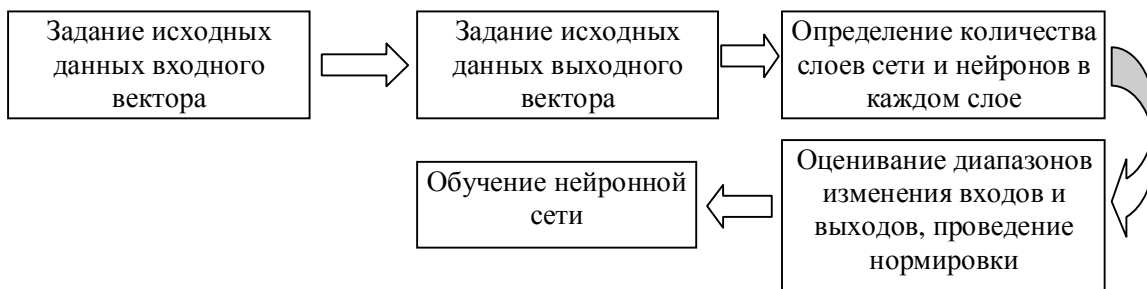 Задание исходных
данных входного
вектора
Задание исходных
данных выходного
вектора
Определение количества
слоев сети и нейронов в
каждом слое
Оценивание диапазонов
изменения входов и
выходов, проведение
нормировки
Обучение нейронной
сети